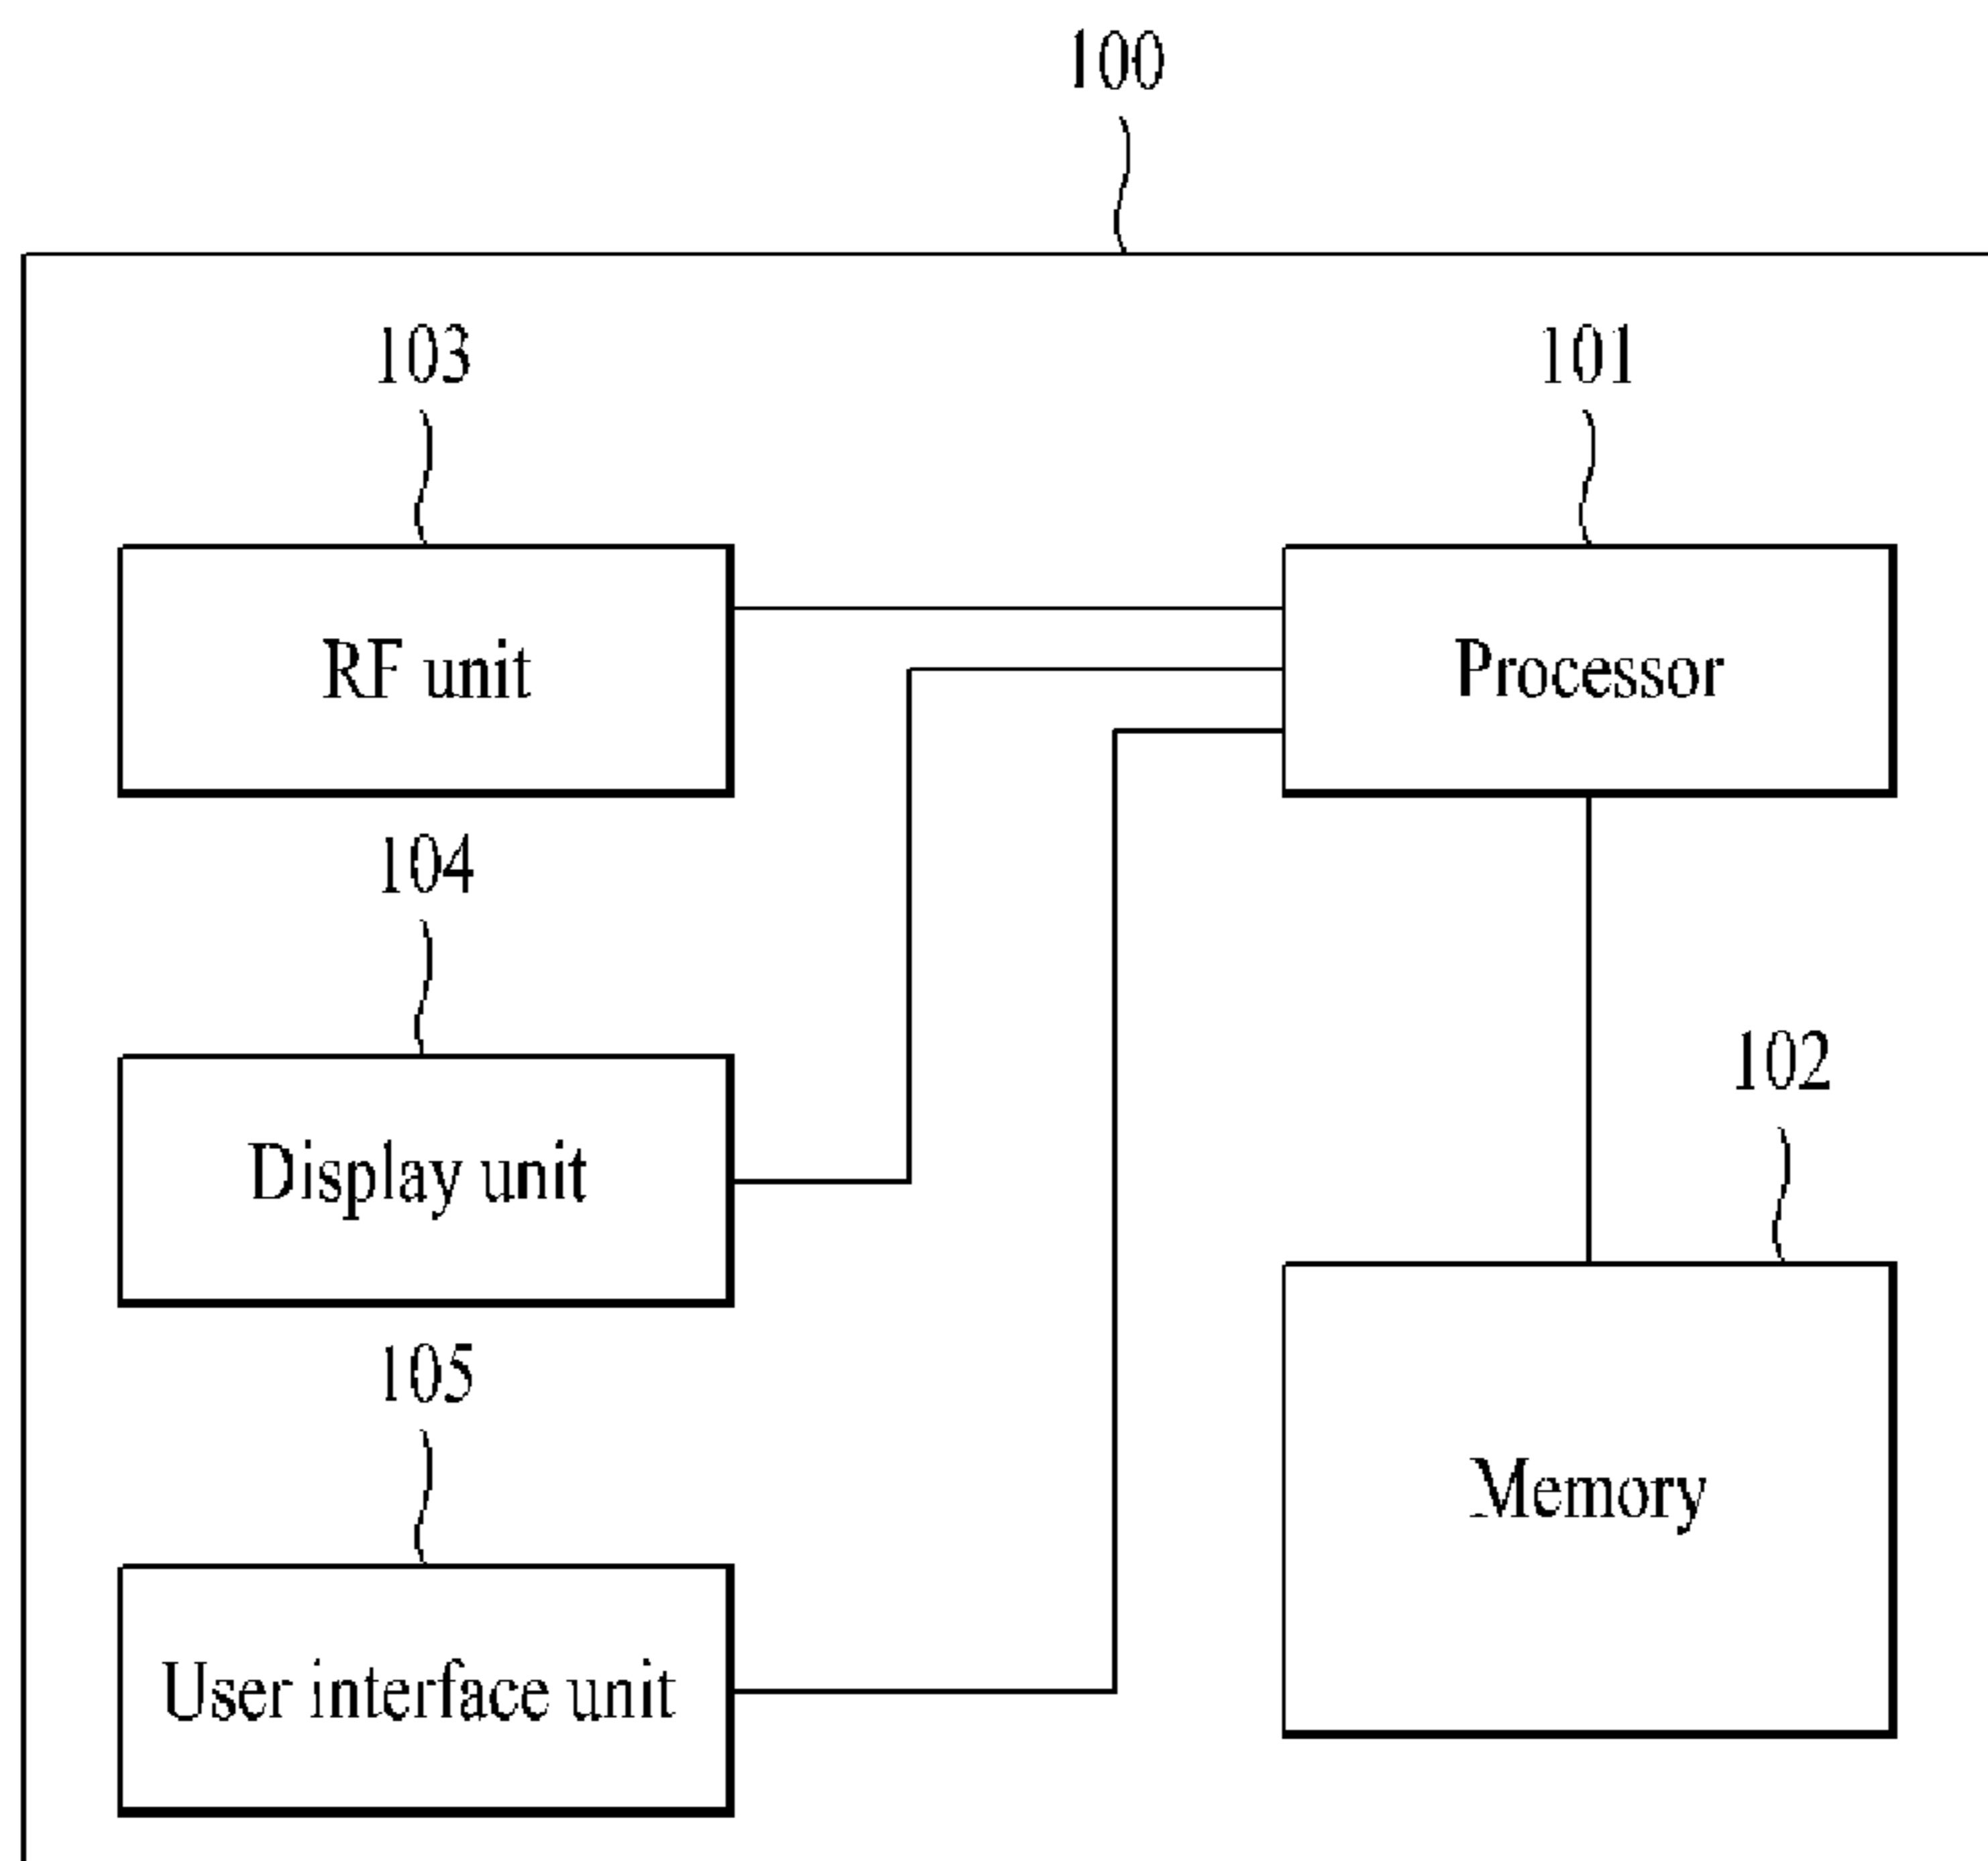 100
103
101
RF unit
Processor
104
102
Display unit
105
Memory
User interface unit